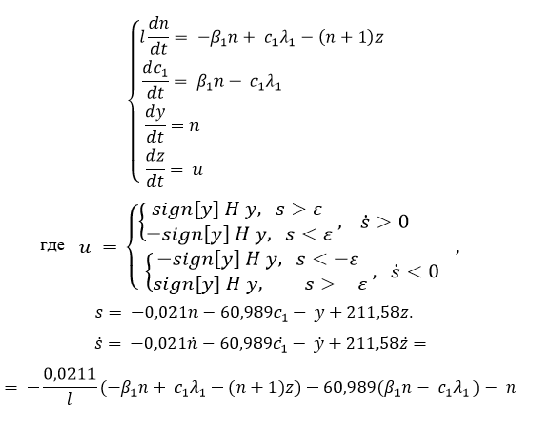 l dn/dt = −β₁n + c₁λ₁ − (n + 1)z
dc₁/dt = β₁n − c₁λ₁
dy/dt = n
dz/dt = u
где u = { { sign[y] H y, s > ε
−sign[y] H y, s < ε , ṡ > 0
{ −sign[y] H y, s < −ε
sign[y] H y, s > ε , ṡ < 0 ,
s = −0,021n − 60,989c₁ − y + 211,58z.
ṡ = −0,021ṅ − 60,989ċ₁ − ẏ + 211,58ż =
= − 0,0211/l (−β₁n + c₁λ₁ − (n + 1)z) − 60,989(β₁n − c₁λ₁) − n